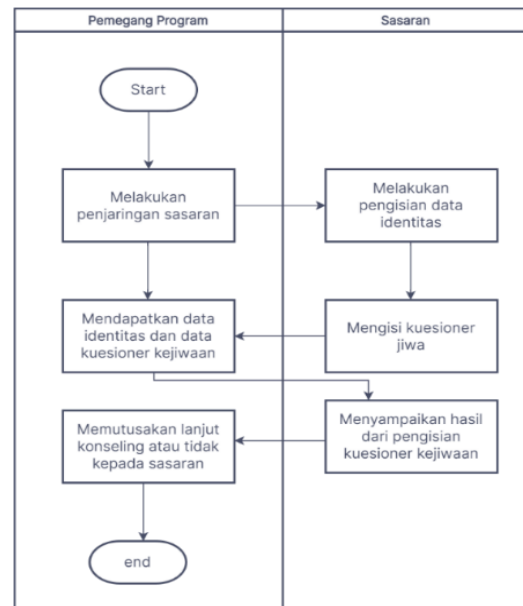 Pemegang Program
Sasaran
Start
Melakukan
penjaringan sasaran
Melakukan
pengisian data
identitas
Mendapatkan data
identitas dan data
kuesioner kejiwaan
Mengisi kuesioner
jiwa
Memutusakan lanjut
konseling atau tidak
kepada sasaran
Menyampaikan hasil
dari pengisian
kuesioner kejiwaan
end